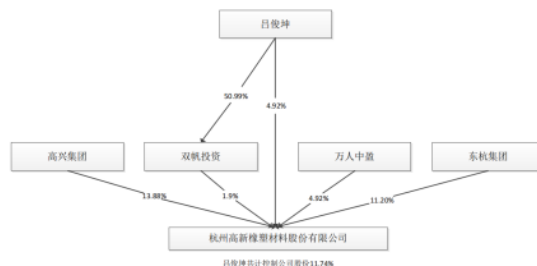 吕俊坤
50.99%
4.92%
高兴集团
双帆投资
万人中盈
东杭集团
13.88%
1.9%
4.92%
11.20%
杭州高新橡塑材料股份有限公司
吕俊坤共计控制公司股份11.74%